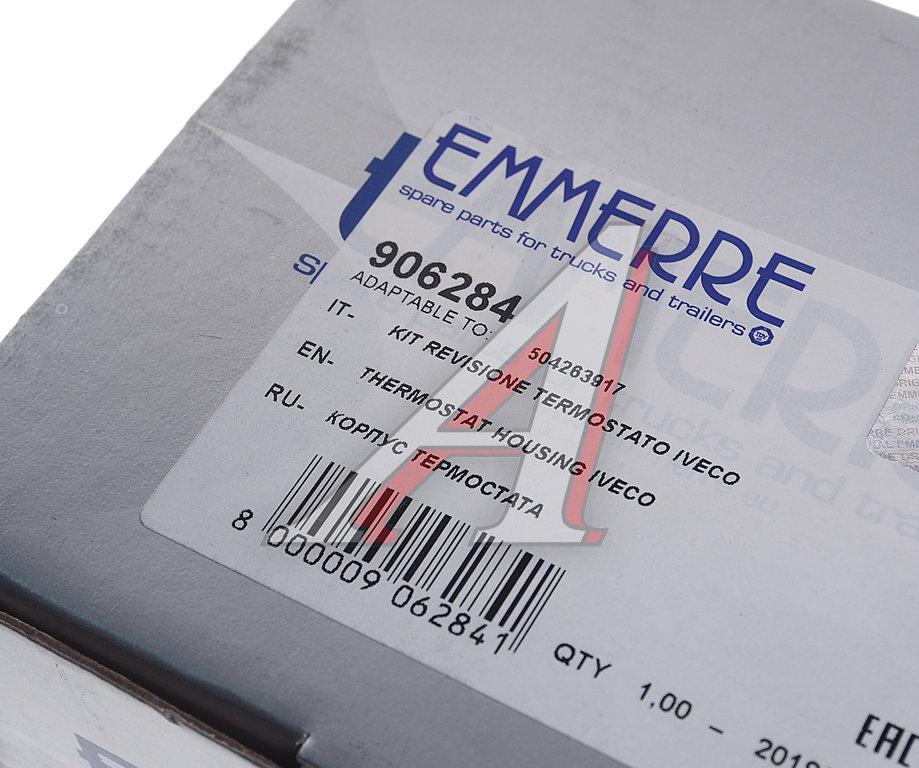 EMMERRE
spare parts for trucks and trailers
906284
ADAPTABLE TO: 504263917
IT- KIT REVISIONE TERMOSTATO IVECO
EN- THERMOSTAT HOUSING IVECO
RU- КОРПУС ТЕРМОСТАТА
8 000009 062841
QTY 1,00 –
EAC